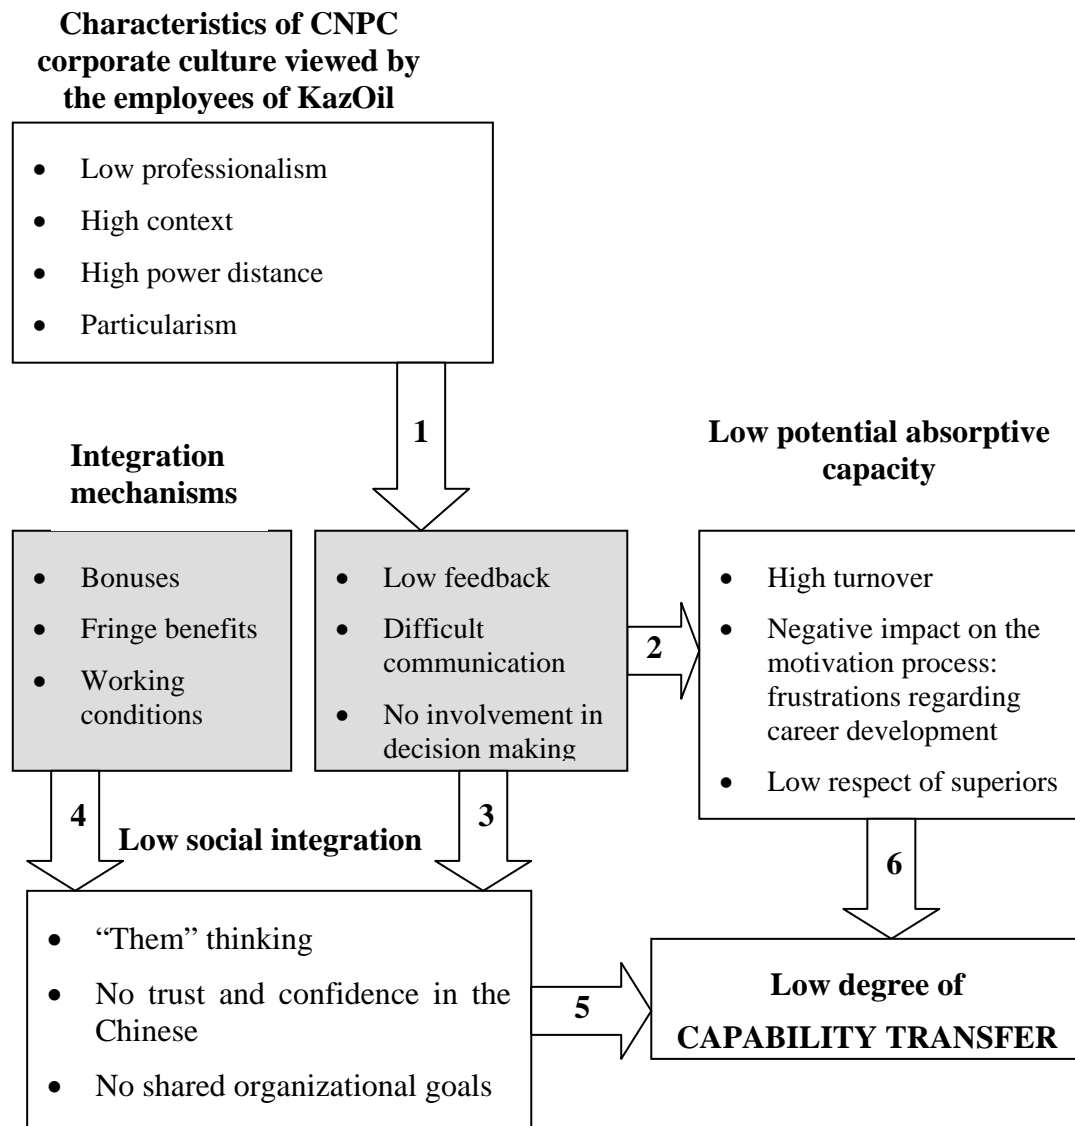 Characteristics of CNPC
corporate culture viewed by
the employees of KazOil
• Low professionalism
• High context
• High power distance
• Particularism
1
Integration
mechanisms
Low potential absorptive
capacity
• Bonuses
• Fringe benefits
• Working
conditions
• Low feedback
• Difficult
communication
• No involvement in
decision making
2
• High turnover
• Negative impact on the
motivation process:
frustrations regarding
career development
• Low respect of superiors
4
3
Low social integration
6
• “Them” thinking
• No trust and confidence in the
Chinese
• No shared organizational goals
5
Low degree of
CAPABILITY TRANSFER